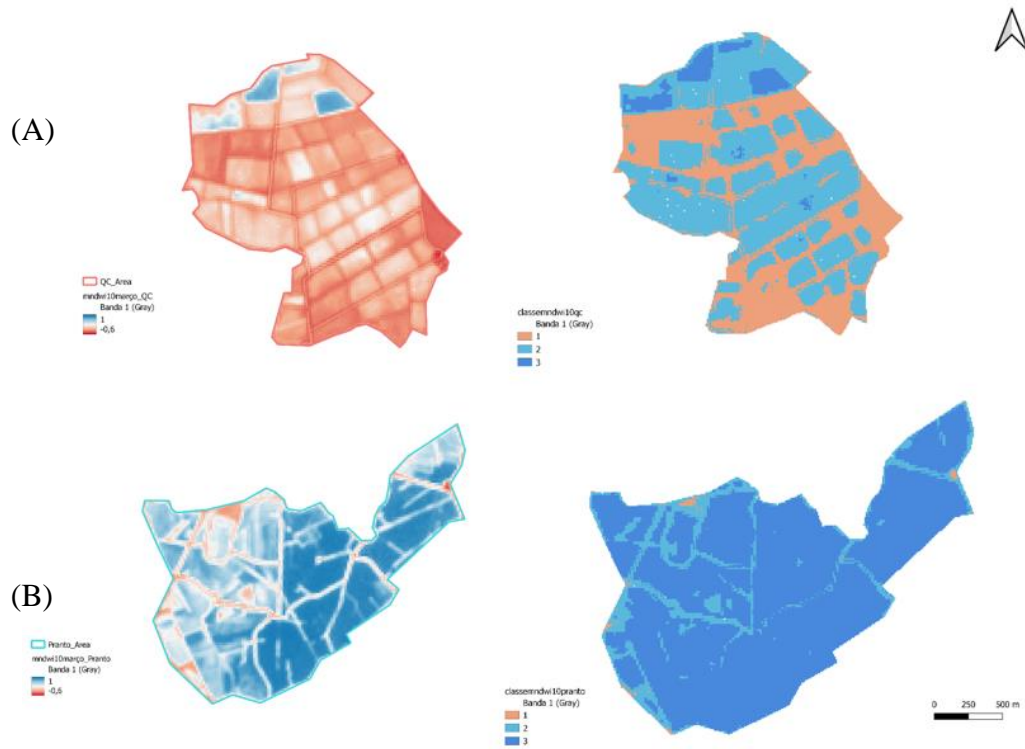 (A)
QC_Area
mndwi10março_QC
Banda 1 (Gray)
1
-0,6
classemndwi10qc
Banda 1 (Gray)
1
2
3
(B)
Pranto_Area
mndwi10março_Pranto
Banda 1 (Gray)
1
-0,6
classemndwi10pranto
Banda 1 (Gray)
1
2
3
0 250 500 m